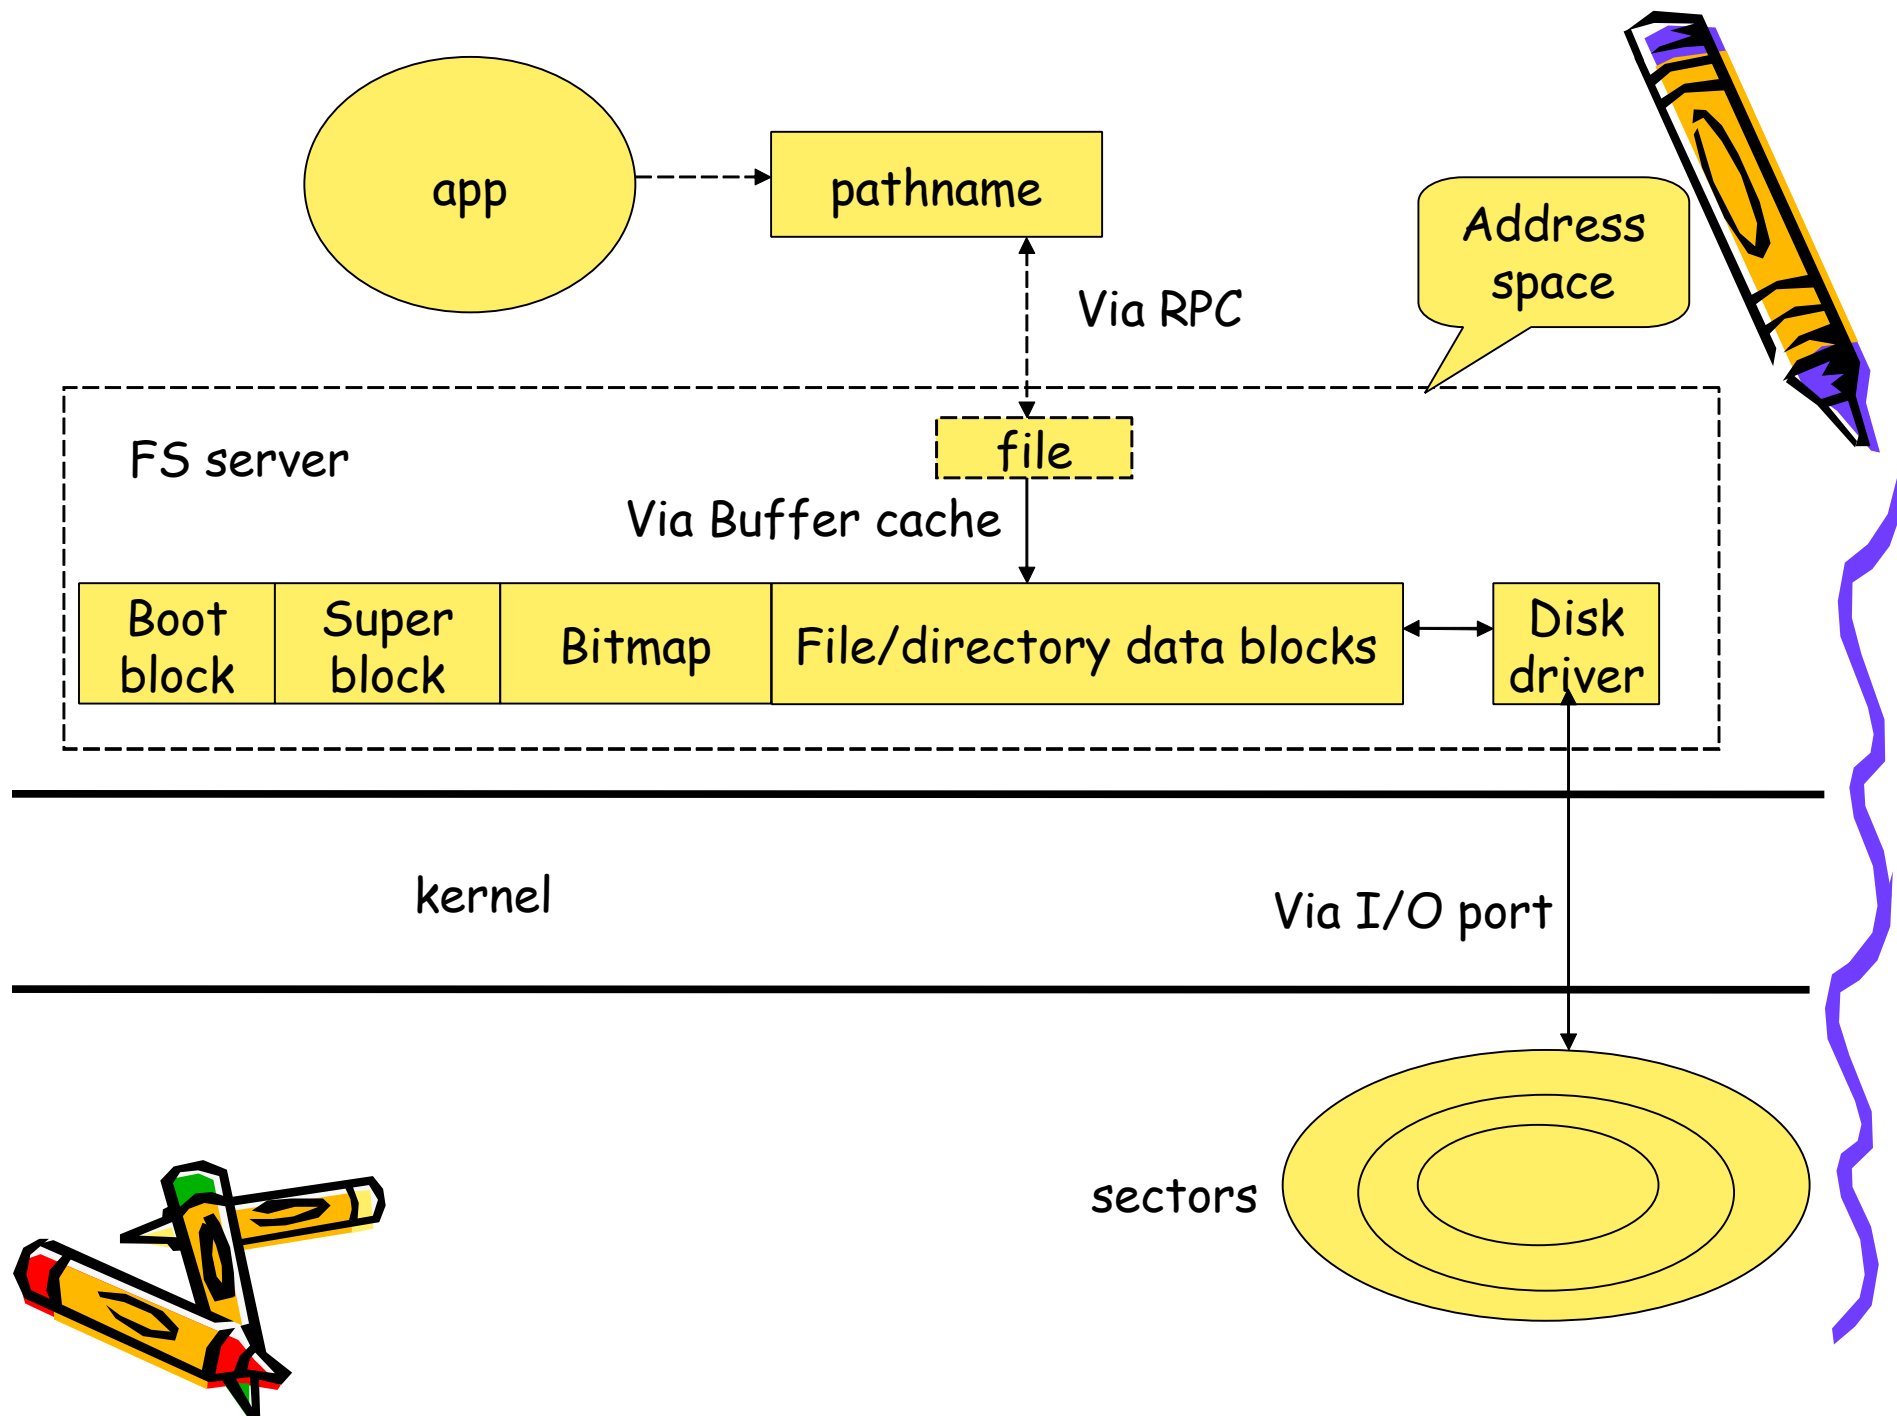 app
pathname
Address
space
Via RPC
FS server
file
Via Buffer cache
Boot
block
Super
block
Bitmap
File/directory data blocks
Disk
driver
kernel
Via I/O port
sectors